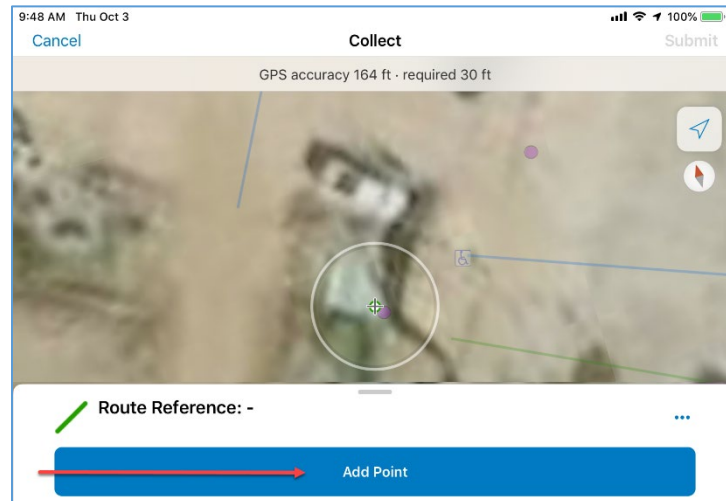 9:48 AM Thu Oct 3
100%
Cancel
Collect
Submit
GPS accuracy 164 ft · required 30 ft
Route Reference: -
Add Point